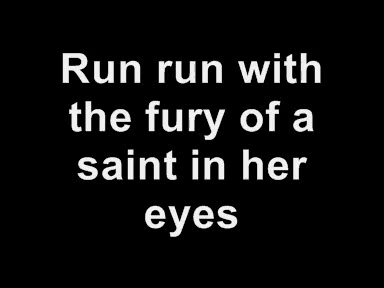 Run run with
the fury of a
saint in her
eyes